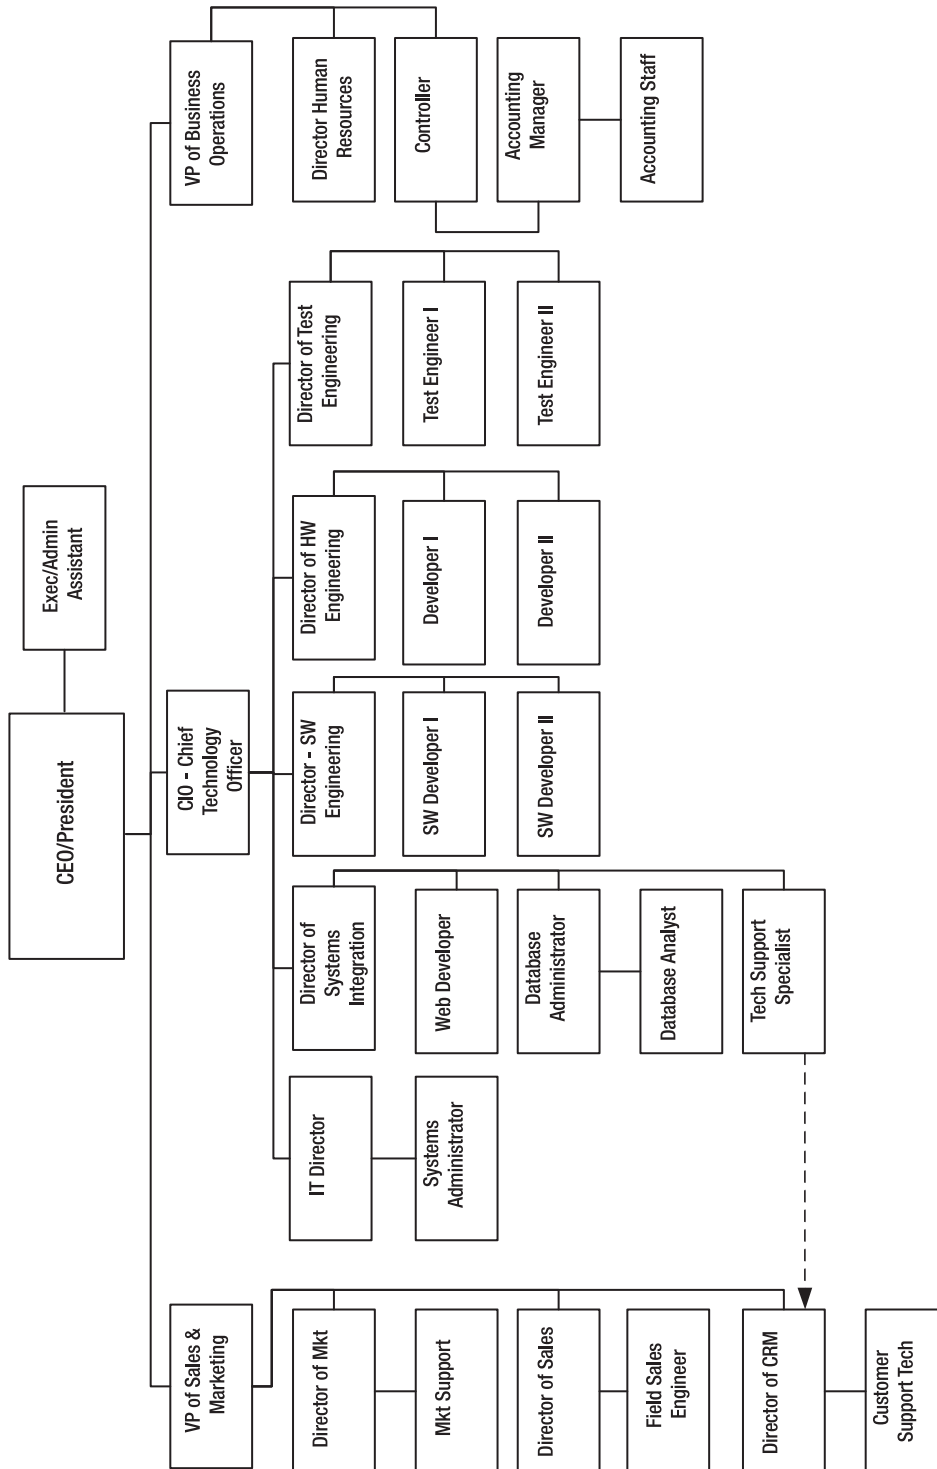 CEO/President
Exec/Admin
Assistant
VP of Sales &
Marketing
CIO - Chief
Technology
Officer
VP of Business
Operations
Director of Mkt
Mkt Support
Director of Sales
Field Sales
Engineer
Director of CRM
Customer
Support Tech
IT Director
Systems
Administrator
Director of
Systems
Integration
Web Developer
Database
Administrator
Database Analyst
Tech Support
Specialist
Director - SW
Engineering
SW Developer I
SW Developer II
Director of HW
Engineering
Developer I
Developer II
Director of Test
Engineering
Test Engineer I
Test Engineer II
Director Human
Resources
Controller
Accounting
Manager
Accounting Staff